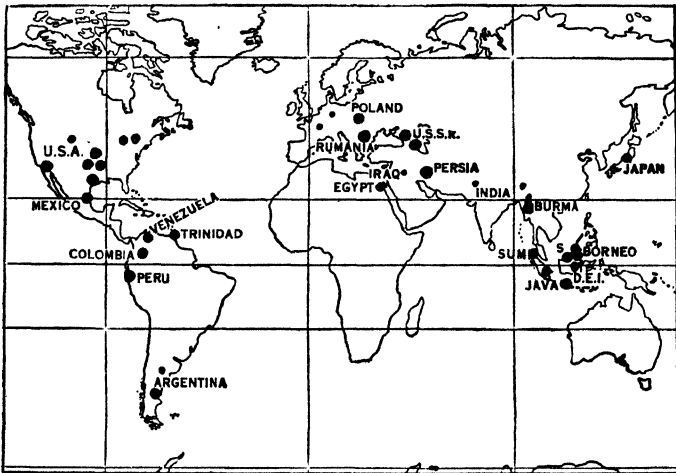 POLAND
U.S.S.R.
U.S.A.
RUMANIA
IRAQ
PERSIA
JAPAN
EGYPT
INDIA
MEXICO
BURMA
VENEZUELA
TRINIDAD
COLOMBIA
SUM
S.
BORNEO
PERU
D.E.I.
JAVA
ARGENTINA